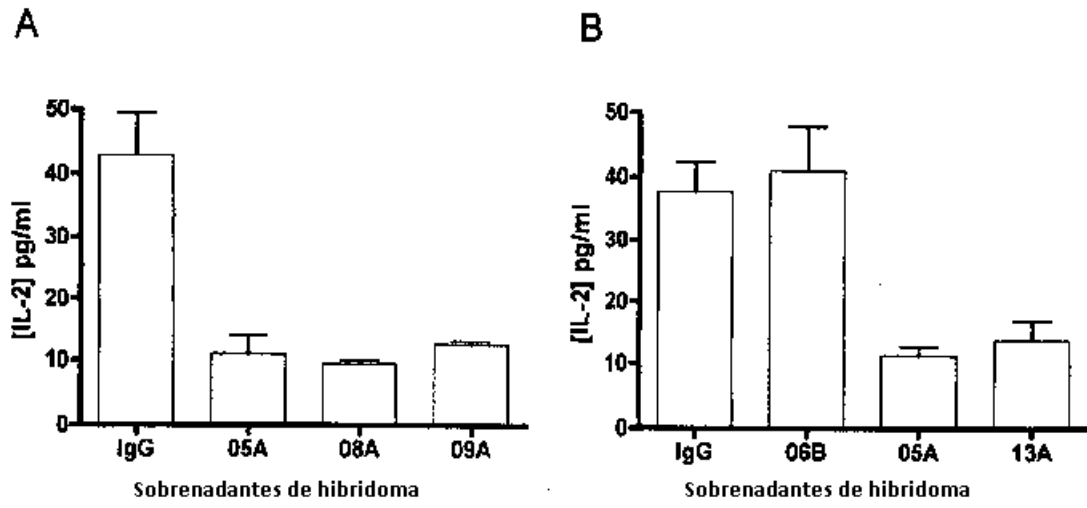 A
50
40
30
20
10
0
[IL-2] pg/ml
IgG 05A 08A 09A
Sobrenadantes de hibridoma
B
50
40
30
20
10
0
[IL-2] pg/ml
IgG 06B 05A 13A
Sobrenadantes de hibridoma